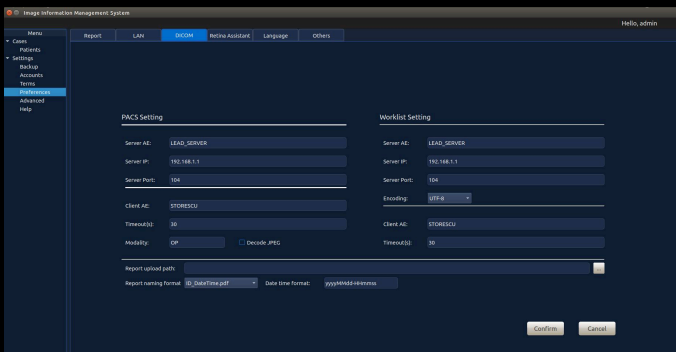 Image Information Management System
Hello, admin
Menu
Cases
Patients
Settings
Backup
Accounts
Terms
Preferences
Advanced
Help
Report LAN DICOM Retina Assistant Language Others
PACS Setting
Server AE: LEAD_SERVER
Server IP: 192.168.1.1
Server Port: 104
Client AE: STORESCU
Timeout(s): 30
Modality: OP Decode JPEG
Worklist Setting
Server AE: LEAD_SERVER
Server IP: 192.168.1.1
Server Port: 104
Encoding: UTF-8
Client AE: STORESCU
Timeout(s): 30
Report upload path:
Report naming format ID_DateTime.pdf Date time format: yyyyMMdd-HHmmss
Confirm Cancel